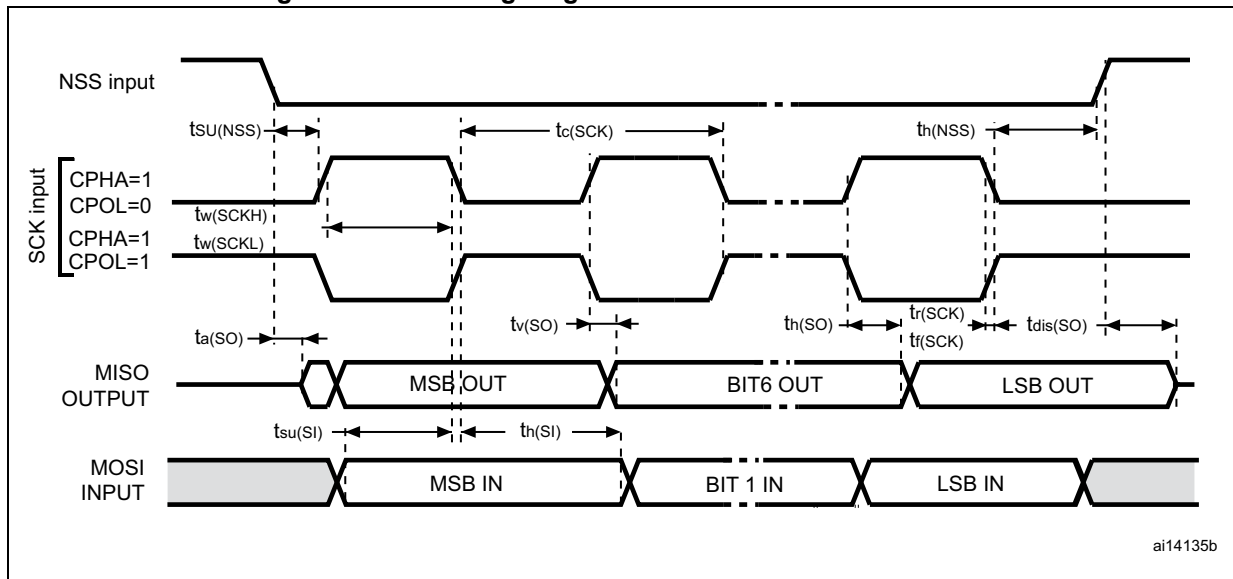 NSS input
tSU(NSS)
tc(SCK)
th(NSS)
SCK input
CPHA=1
CPOL=0
tw(SCKH)
CPHA=1
tw(SCKL)
CPOL=1
ta(SO)
tv(SO)
th(SO)
tr(SCK)
tf(SCK)
tdis(SO)
MISO
OUTPUT
MSB OUT
BIT6 OUT
LSB OUT
tsu(SI)
th(SI)
MOSI
INPUT
MSB IN
BIT 1 IN
LSB IN
ai14135b